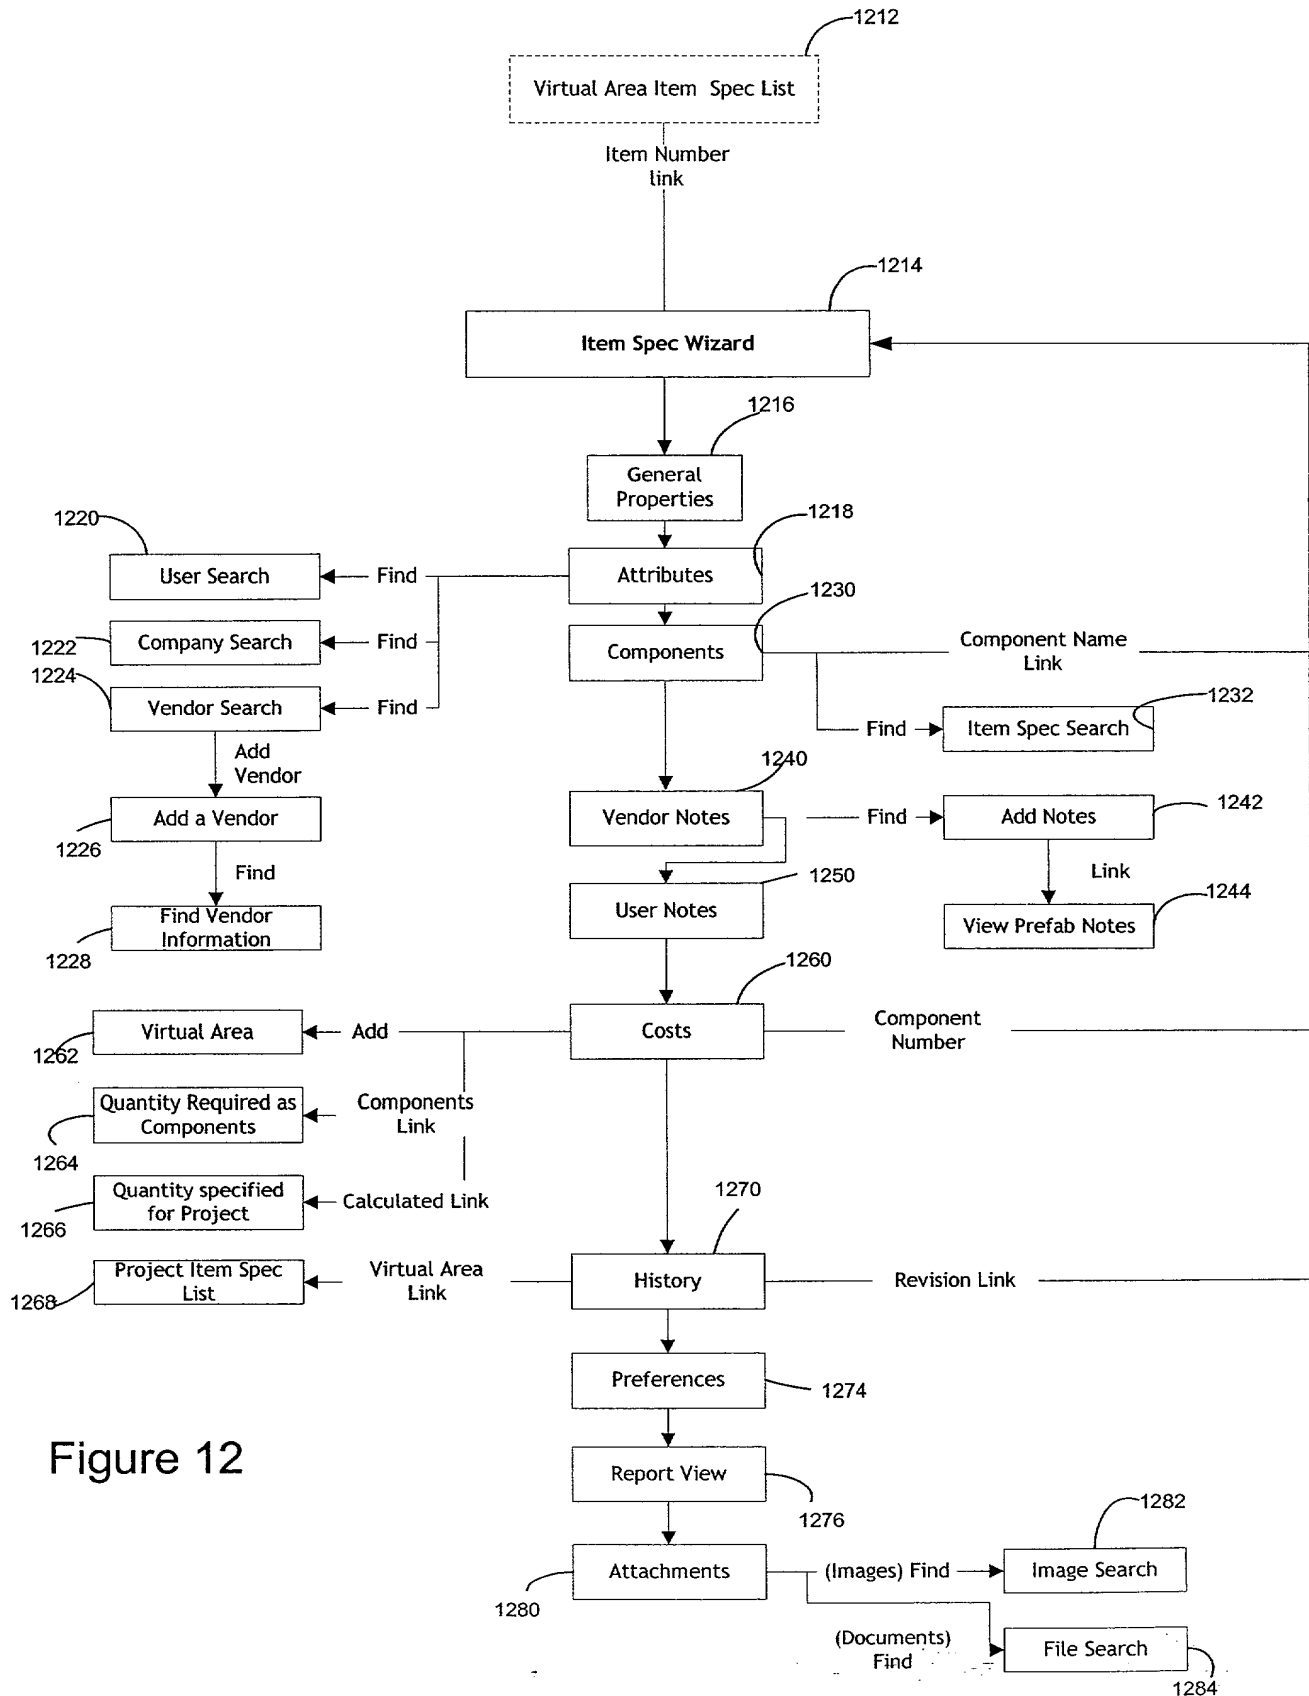 1212
Virtual Area Item Spec List
Item Number
link
1214
Item Spec Wizard
1216
General
Properties
1218
1220
User Search
Find
Attributes
1230
1222
Company Search
Find
Components
Component Name
Link
1224
Vendor Search
Find
1232
Find
Item Spec Search
Add
Vendor
1240
1242
Add a Vendor
Vendor Notes
Find
Add Notes
1226
Find
1250
Link
1244
Find Vendor
Information
User Notes
View Prefab Notes
1228
1260
Virtual Area
Add
Costs
Component
Number
1262
Quantity Required as
Components
Components
Link
1264
Quantity specified
for Project
Calculated Link
1270
1266
Project Item Spec
List
Virtual Area
Link
History
Revision Link
1268
Preferences
1274
Figure 12
Report View
1276
1282
Attachments
(Images) Find
Image Search
1280
(Documents)
Find
File Search
1284